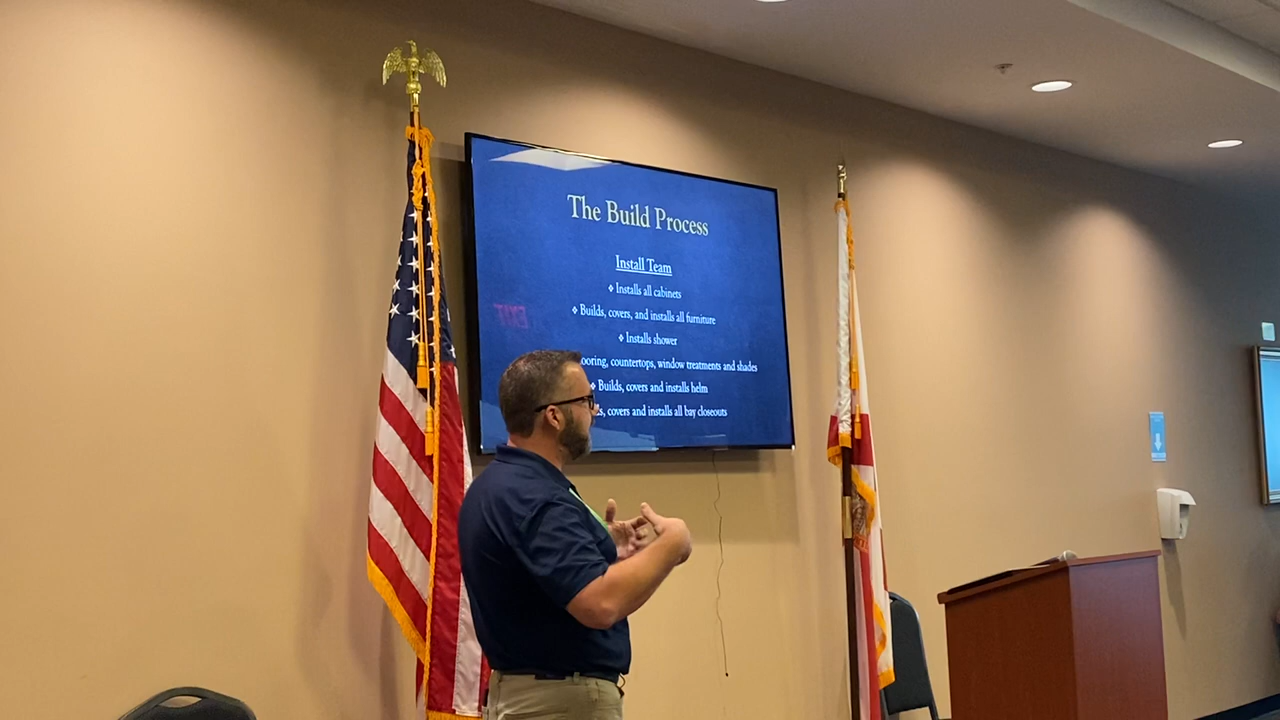 The Build Process
Install Team
❖ Installs all cabinets
❖ Builds, covers, and installs all furniture
❖ Installs shower
EXIT
countertops, window treatments and shades
❖ Builds, covers and installs helm
covers and installs all bay closeouts